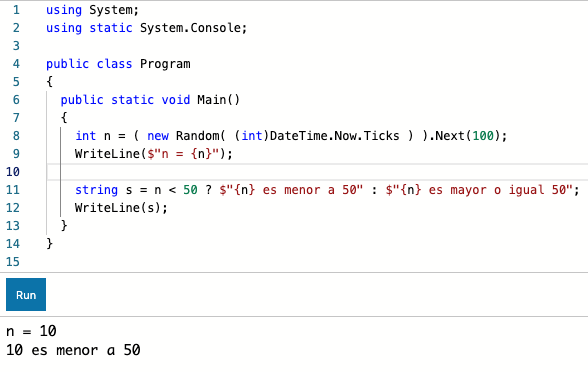 1 using System;
2 using static System.Console;
3
4 public class Program
5 {
6 public static void Main()
7 {
8 int n = ( new Random( (int)DateTime.Now.Ticks ) ).Next(100);
9 WriteLine($"n = {n}");
10
11 string s = n < 50 ? $"{n} es menor a 50" : $"{n} es mayor o igual 50";
12 WriteLine(s);
13 }
14 }
15
Run
n = 10
10 es menor a 50